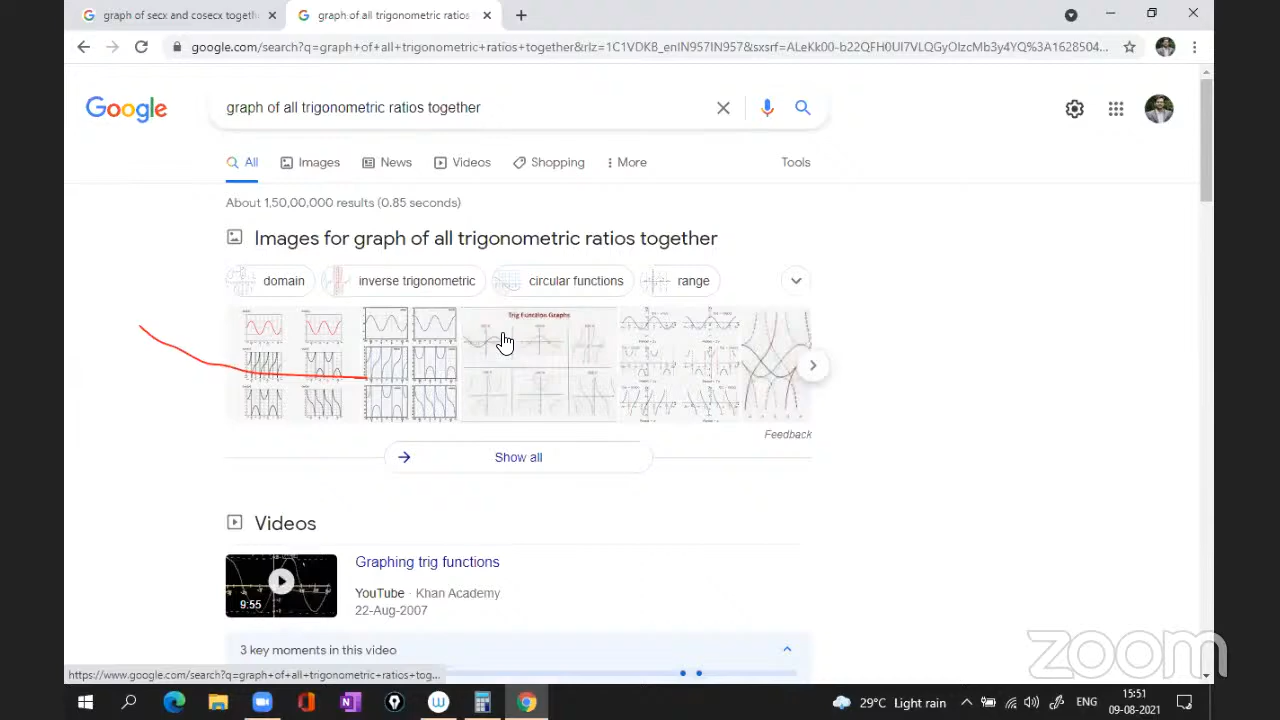 graph of secx and cosecx togeth
graph of all trigonometric ratios
google.com/search?q=graph+of+all+trigonometric+ratios+together&rlz=1C1VDKB_enIN957IN957&sxsrf=ALeKk00-b22QFH0UI7VLQGyOIzcMb3y4YQ%3A1628504...
Google
graph of all trigonometric ratios together
All
Images
News
Videos
Shopping
More
Tools
About 1,50,00,000 results (0.85 seconds)
Images for graph of all trigonometric ratios together
domain
inverse trigonometric
circular functions
range
Trig Function Graphs
Feedback
Show all
Videos
Graphing trig functions
9:55
YouTube · Khan Academy
22-Aug-2007
3 key moments in this video
https://www.google.com/search?q=graph+of+all+trigonometric+ratios+tog...
zoom
29°C Light rain
ENG
15:51
09-08-2021